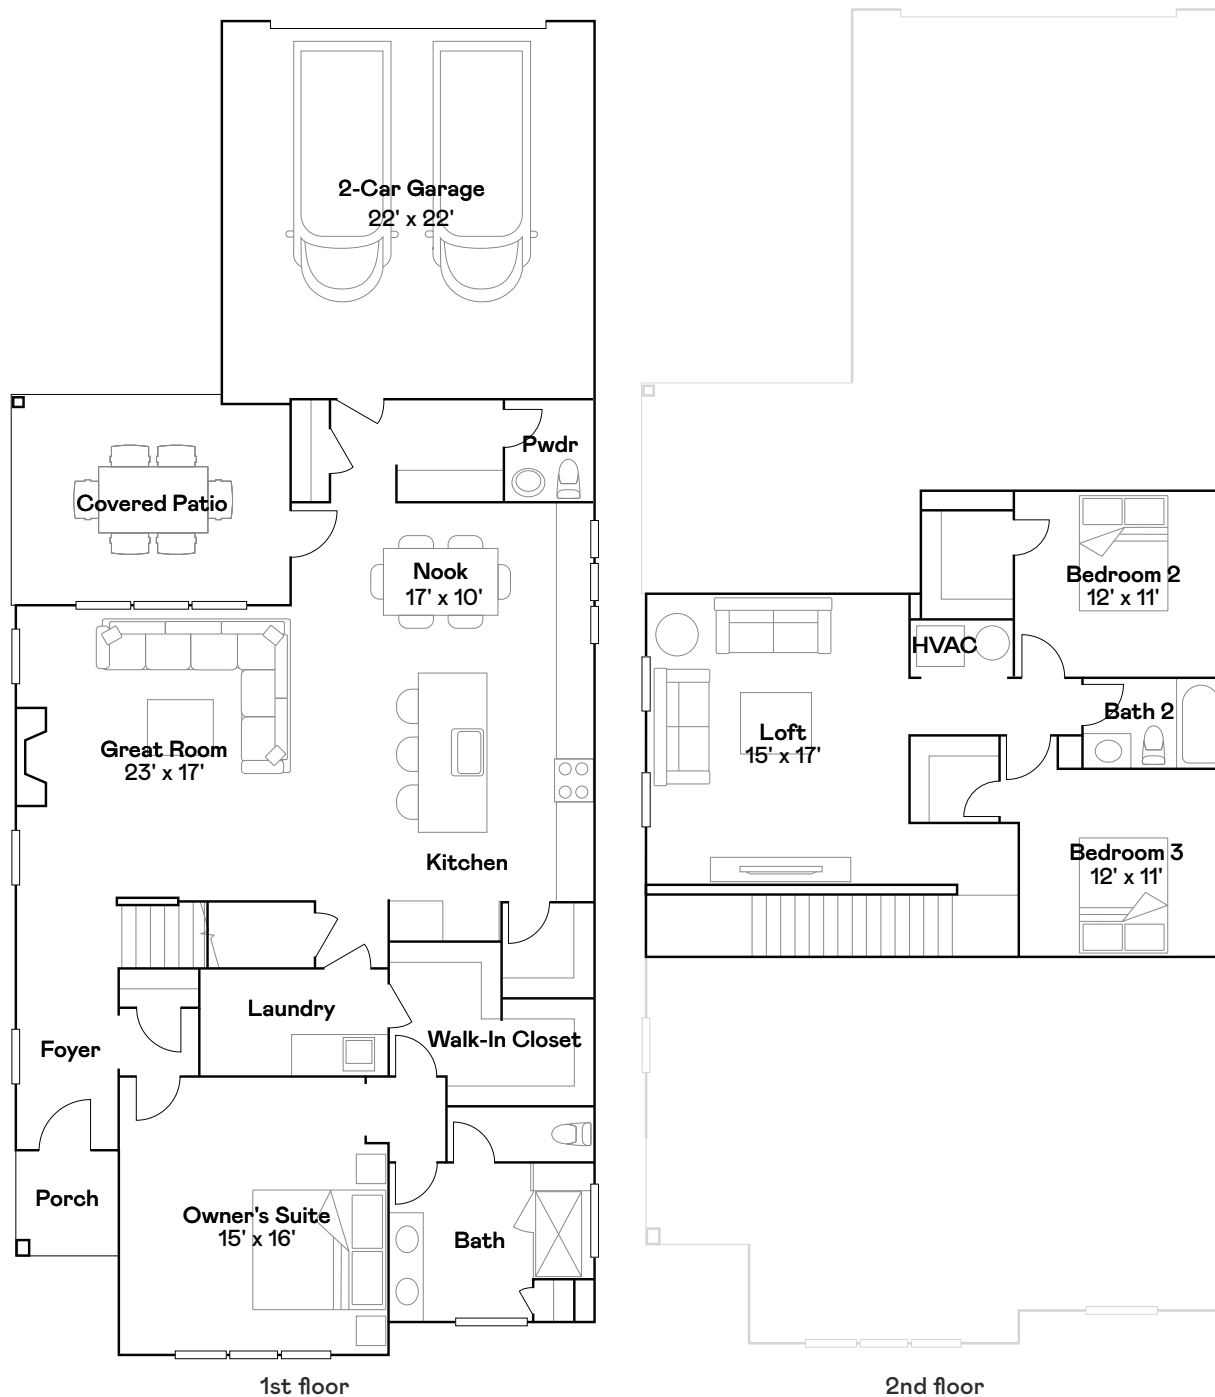 2-Car Garage
22' x 22'
Pwdr
Covered Patio
Nook
17' x 10'
Great Room
23' x 17'
Kitchen
Laundry
Foyer
Walk-In Closet
Porch
Owner's Suite
15' x 16'
Bath
1st floor
Bedroom 2
12' x 11'
HVAC
Bath 2
Loft
15' x 17'
Bedroom 3
12' x 11'
2nd floor